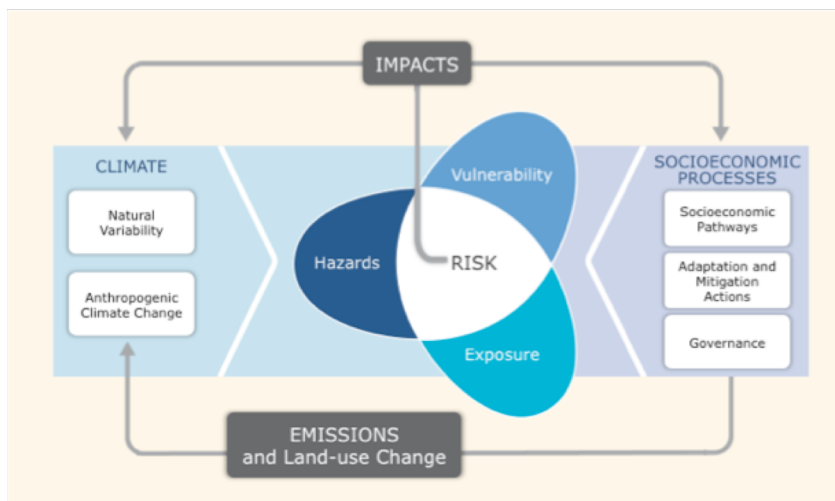 IMPACTS
CLIMATE
Natural
Variability
Anthropogenic
Climate Change
Vulnerability
Hazards
RISK
Exposure
SOCIOECONOMIC
PROCESSES
Socioeconomic
Pathways
Adaptation and
Mitigation
Actions
Governance
EMISSIONS
and Land-use Change